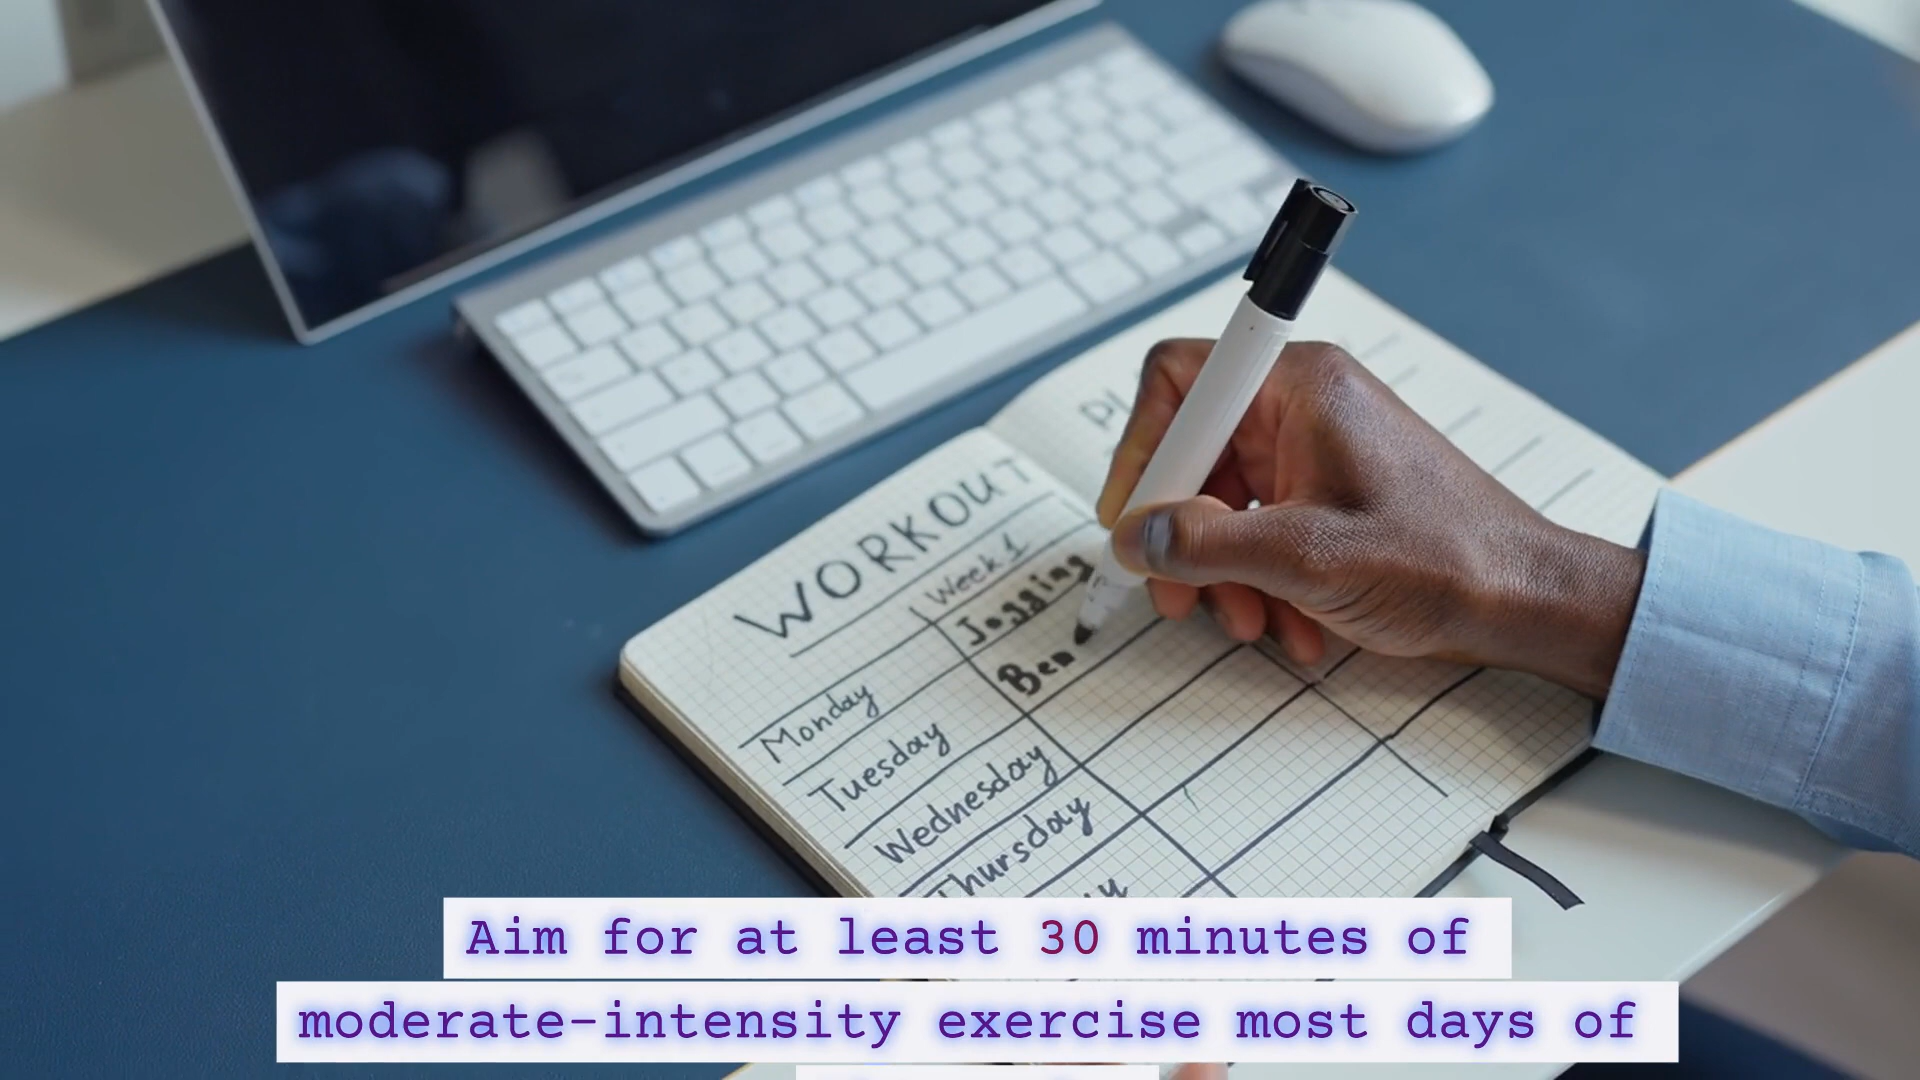 WORKOUT
Week 1
Jogging
Ben
Monday
Tuesday
Wednesday
Thursday
Aim for at least 30 minutes of
moderate-intensity exercise most days of